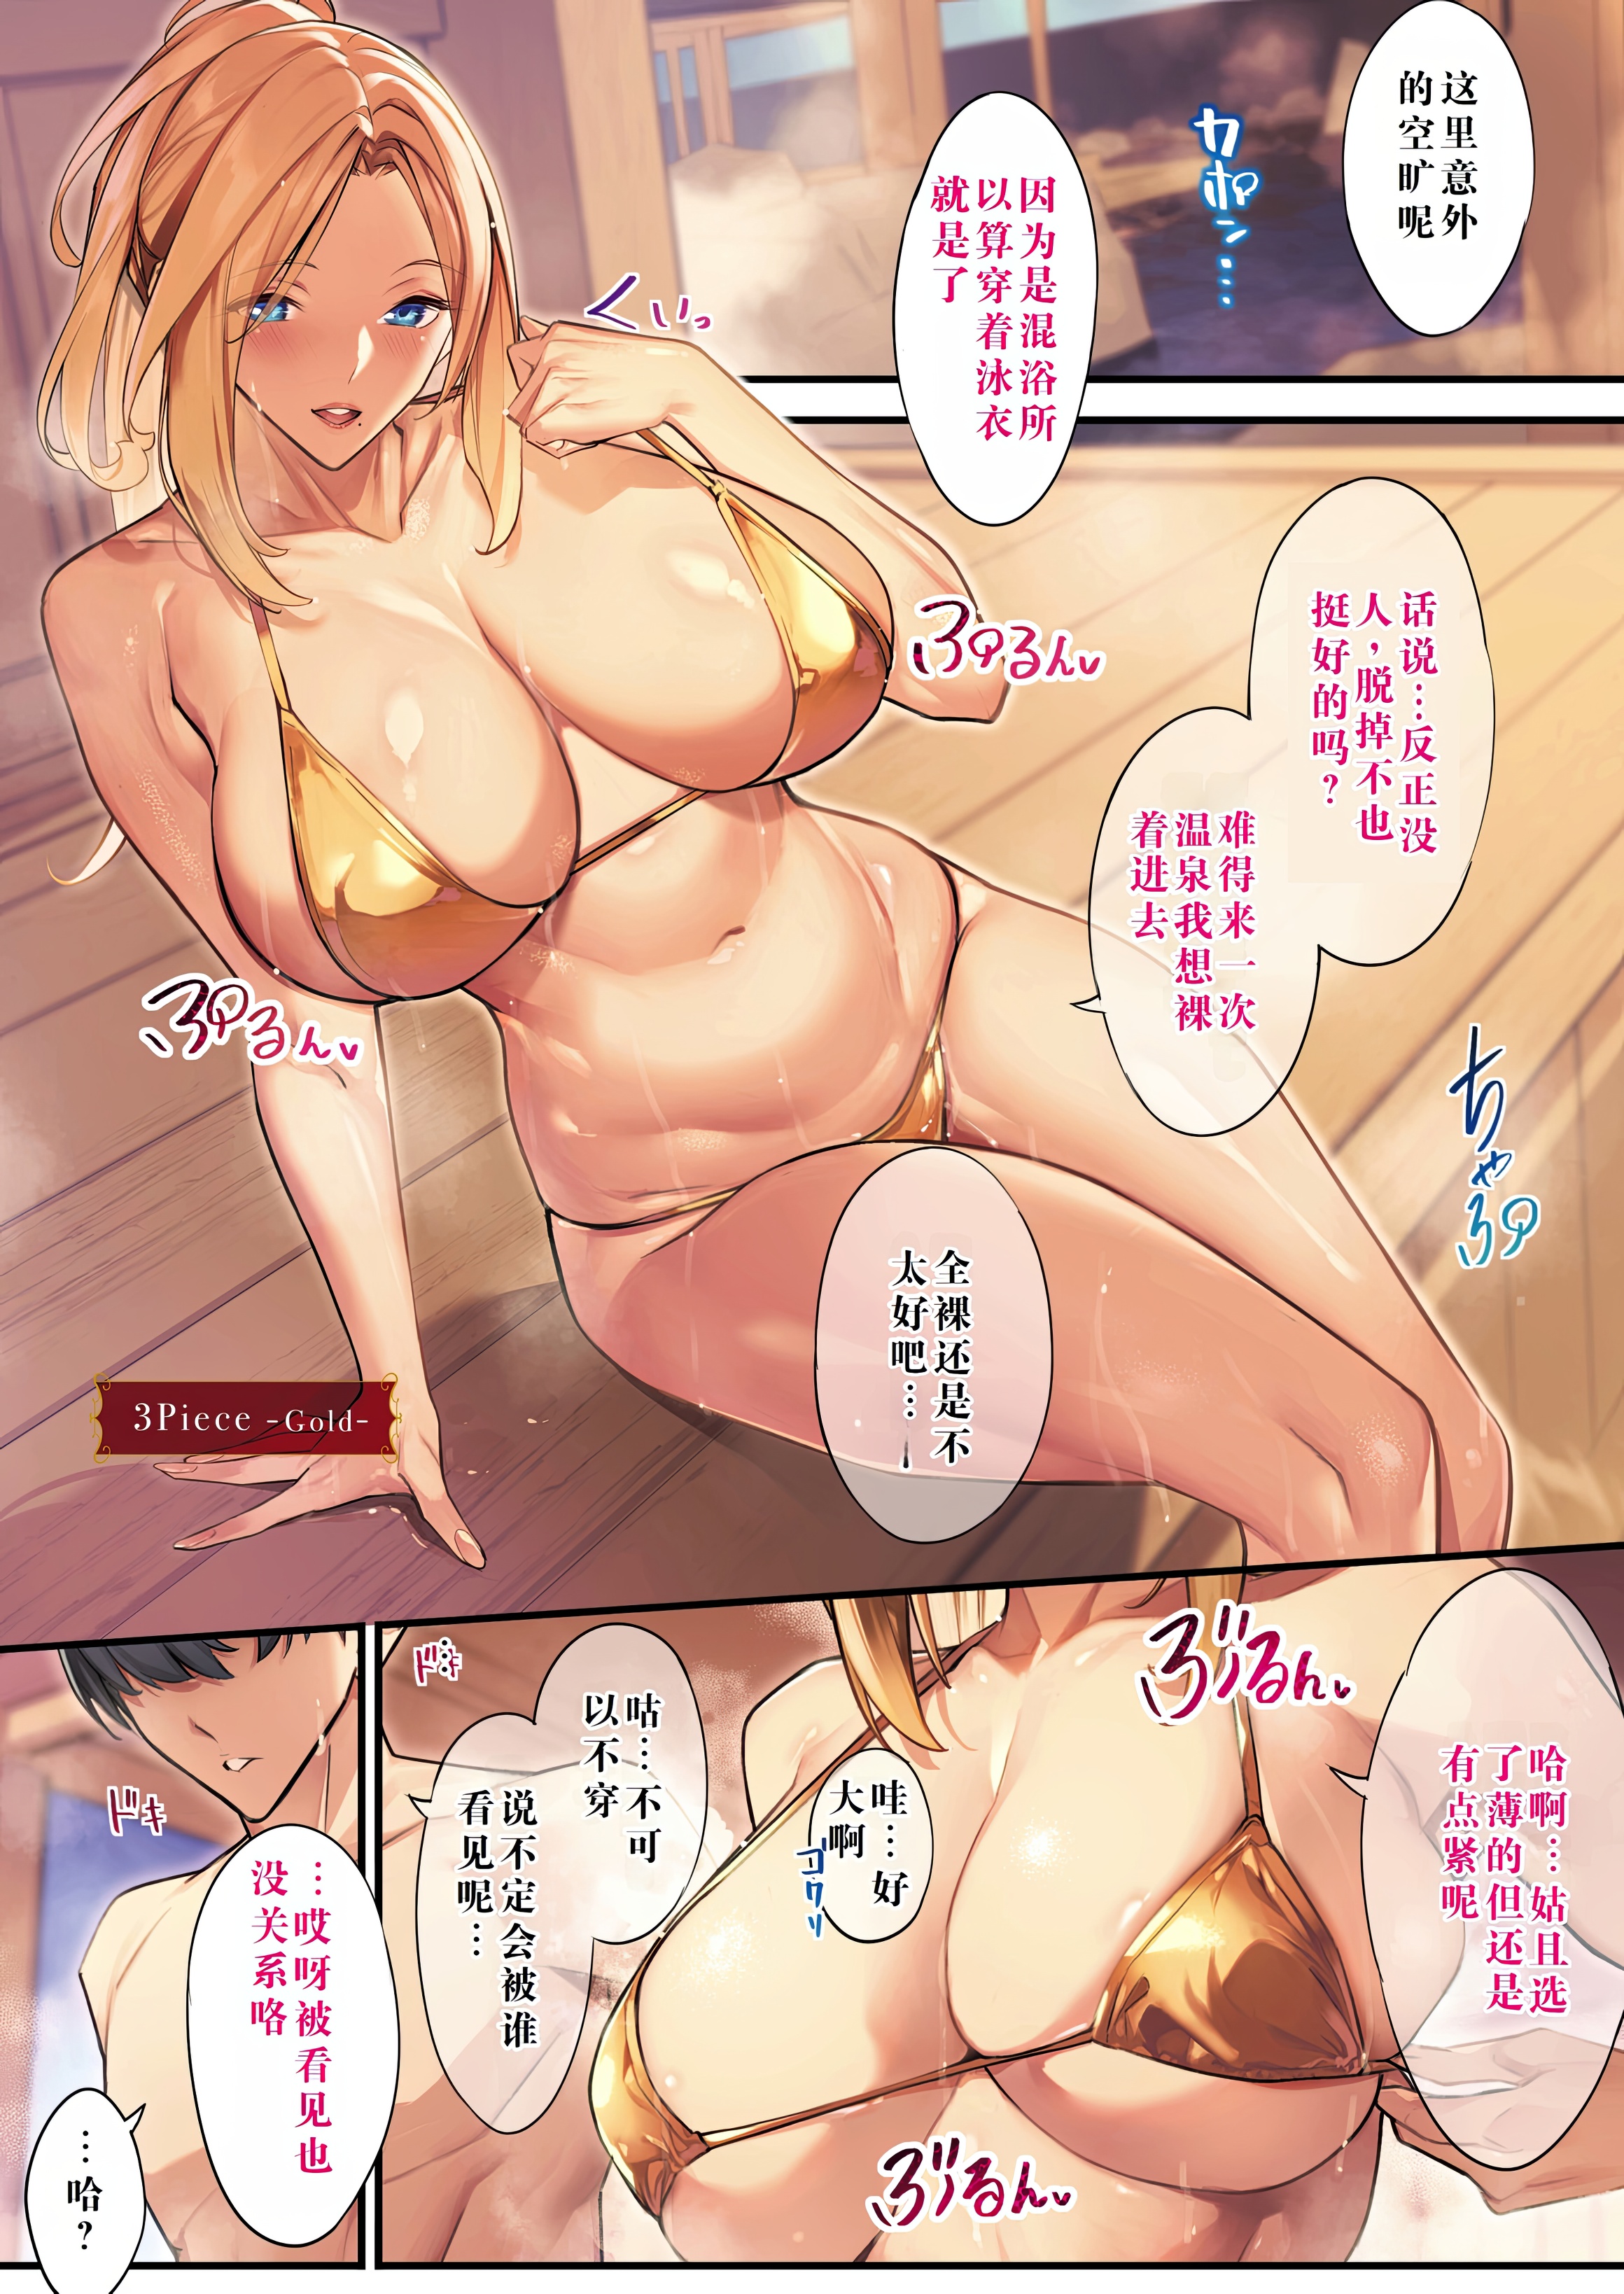 这里意外
的空旷呢
カポーン…
因为是混浴所
以算穿着泳衣
就是了
くいっ
话说…反正没
人，脱掉不也
挺好的吗？
难得来一次
温泉我想裸
着进去
ぷるん
ぷるん
ちゃぷ
全裸还是不
太好吧…
3Piece -Gold-
哈啊…姑且选
了薄的但还是
有点紧呢
ぶるん
哇…好
大啊
ゴクリ
ぶるん
咕…不可
以不穿
说不定会被谁
看见呢…
ドキ
ドキ
…哎呀被看见也
没关系咯
…哈？